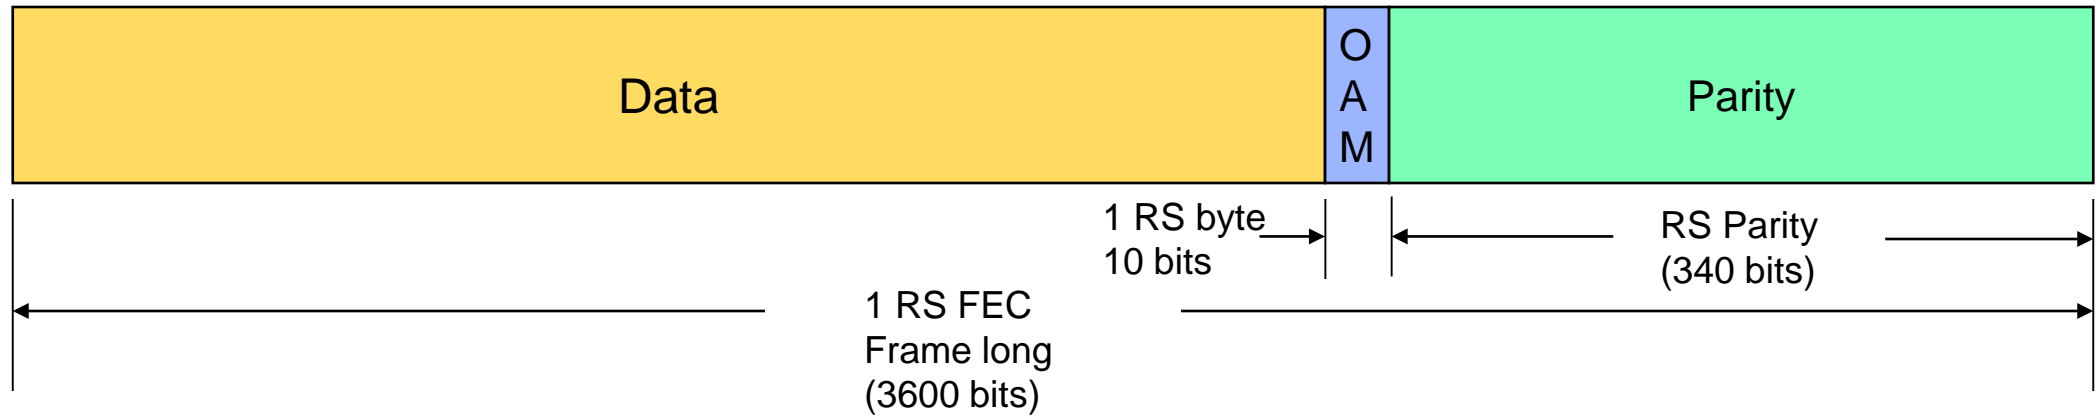 Data
O
A
M
Parity
1 RS byte
10 bits
RS Parity
(340 bits)
1 RS FEC
Frame long
(3600 bits)